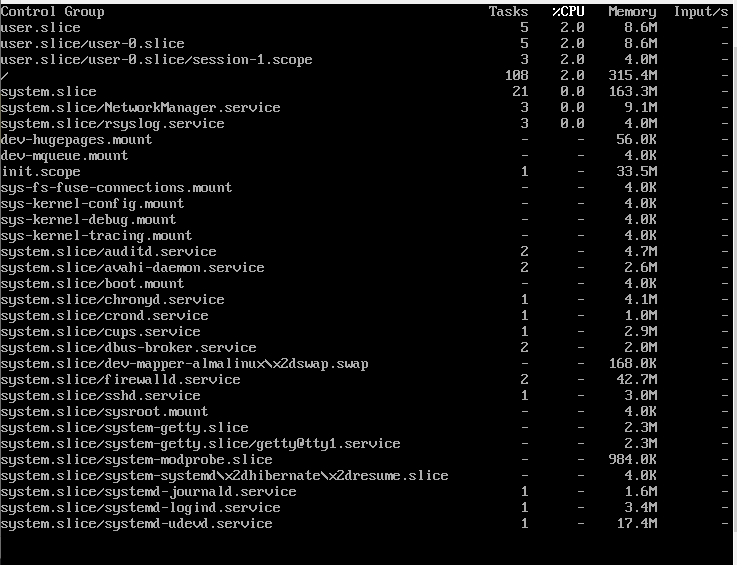 Control Group Tasks %CPU Memory Input/s
user.slice 5 2.0 8.6M -
user.slice/user-0.slice 5 2.0 8.6M -
user.slice/user-0.slice/session-1.scope 3 2.0 4.0M -
/ 108 2.0 315.4M -
system.slice 21 0.0 163.3M -
system.slice/NetworkManager.service 3 0.0 9.1M -
system.slice/rsyslog.service 3 0.0 4.0M -
dev-hugepages.mount - - 56.0K -
dev-mqueue.mount - - 4.0K -
init.scope 1 - 33.5M -
sys-fs-fuse-connections.mount - - 4.0K -
sys-kernel-config.mount - - 4.0K -
sys-kernel-debug.mount - - 4.0K -
sys-kernel-tracing.mount - - 4.0K -
system.slice/auditd.service 2 - 4.7M -
system.slice/avahi-daemon.service 2 - 2.6M -
system.slice/boot.mount - - 4.0K -
system.slice/chronyd.service 1 - 4.1M -
system.slice/crond.service 1 - 1.0M -
system.slice/cups.service 1 - 2.9M -
system.slice/dbus-broker.service 2 - 2.0M -
system.slice/dev-mapper-almalinux\x2dswap.swap - - 168.0K -
system.slice/firewalld.service 2 - 42.7M -
system.slice/sshd.service 1 - 3.0M -
system.slice/sysroot.mount - - 4.0K -
system.slice/system-getty.slice - - 2.3M -
system.slice/system-getty.slice/getty@tty1.service - - 2.3M -
system.slice/system-modprobe.slice - - 984.0K -
system.slice/system-systemd\x2dhibernate\x2dresume.slice - - 4.0K -
system.slice/systemd-journald.service 1 - 1.6M -
system.slice/systemd-logind.service 1 - 3.4M -
system.slice/systemd-udevd.service 1 - 17.4M -